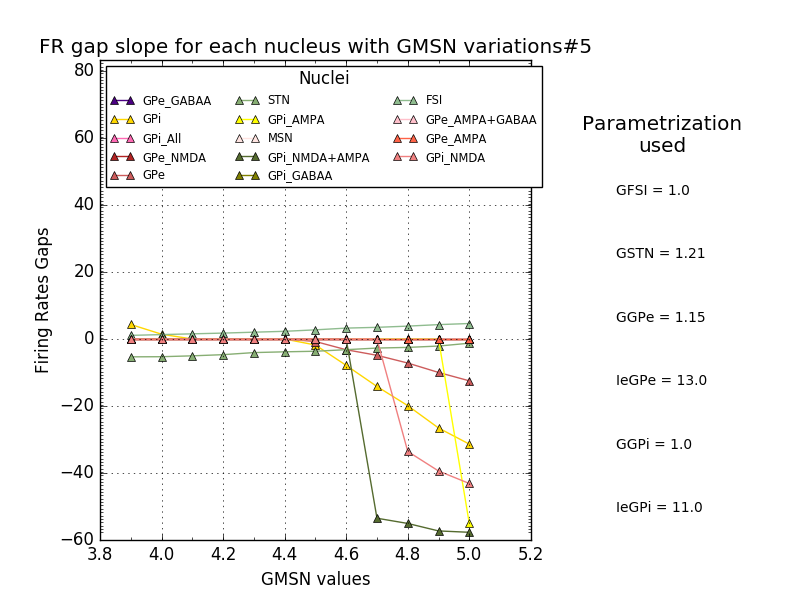 FR gap slope for each nucleus with GMSN variations#5
Nuclei
GPe_GABAA
GPi
GPi_All
GPe_NMDA
GPe
STN
GPi_AMPA
MSN
GPi_NMDA+AMPA
GPi_GABAA
FSI
GPe_AMPA+GABAA
GPe_AMPA
GPi_NMDA
80
60
40
20
0
−20
−40
−60
Firing Rates Gaps
3.8 4.0 4.2 4.4 4.6 4.8 5.0 5.2
GMSN values
Parametrization
used
GFSI = 1.0
GSTN = 1.21
GGPe = 1.15
IeGPe = 13.0
GGPi = 1.0
IeGPi = 11.0